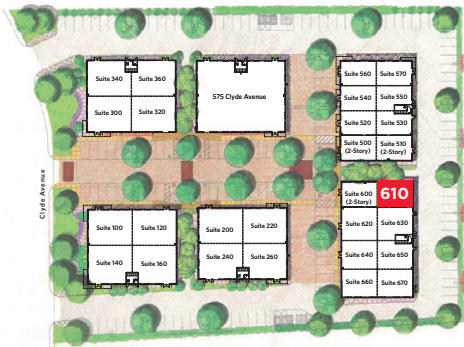 Suite 340 Suite 360
Suite 300 Suite 320
575 Clyde Avenue
Suite 560 Suite 570
Suite 540 Suite 550
Suite 520 Suite 530
Suite 500 Suite 510
(2-Story) (2-Story)
Clyde Avenue
Suite 600 610
(2-Story)
Suite 620 Suite 630
Suite 640 Suite 650
Suite 660 Suite 670
Suite 100 Suite 120
Suite 140 Suite 160
Suite 200 Suite 220
Suite 240 Suite 260